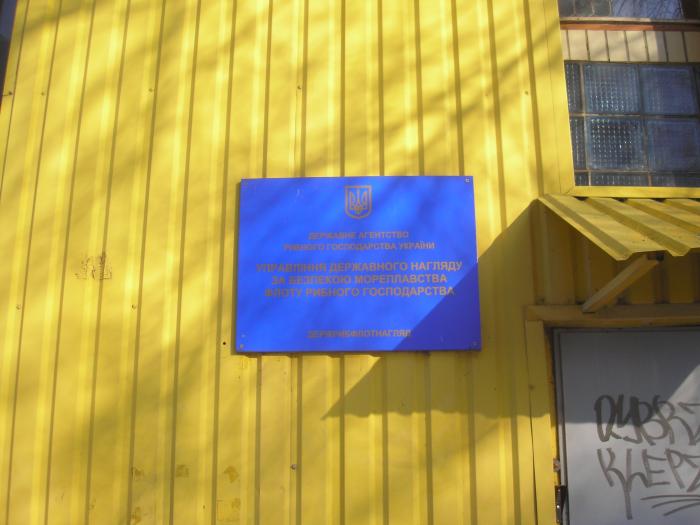 ДЕРЖАВНЕ АГЕНТСТВО
РИБНОГО ГОСПОДАРСТВА УКРАЇНИ
УПРАВЛІННЯ ДЕРЖАВНОГО НАГЛЯДУ
ЗА БЕЗПЕКОЮ МОРЕПЛАВСТВА
ФЛОТУ РИБНОГО ГОСПОДАРСТВА
ДЕРЖРИБФЛОТНАГЛЯД